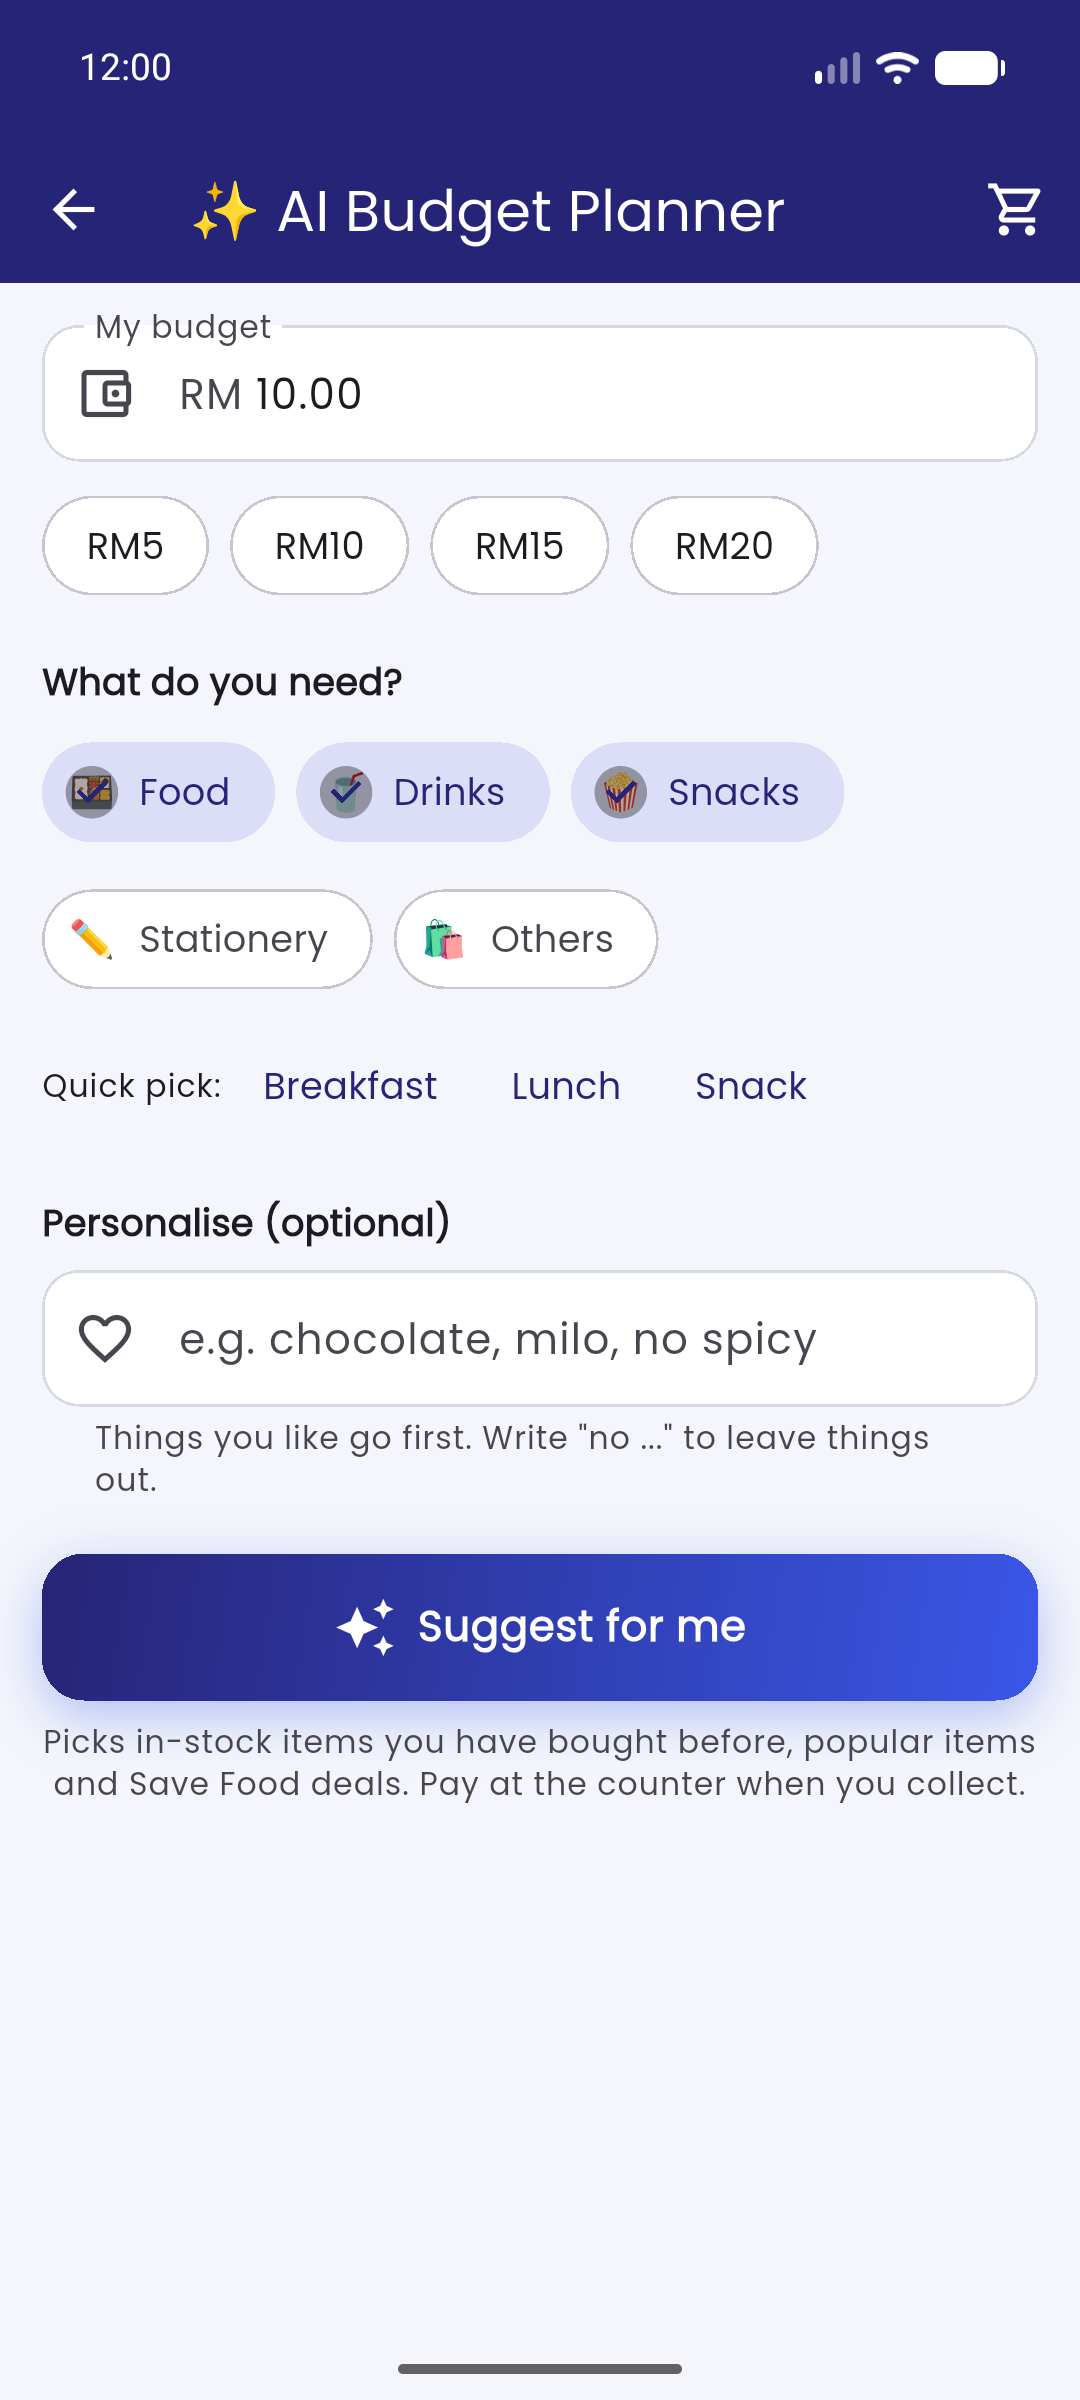 12:00
✨ AI Budget Planner
My budget
RM 10.00
RM5 RM10 RM15 RM20
What do you need?
Food Drinks Snacks
Stationery Others
Quick pick: Breakfast Lunch Snack
Personalise (optional)
e.g. chocolate, milo, no spicy
Things you like go first. Write "no ..." to leave things
out.
Suggest for me
Picks in-stock items you have bought before, popular items
and Save Food deals. Pay at the counter when you collect.